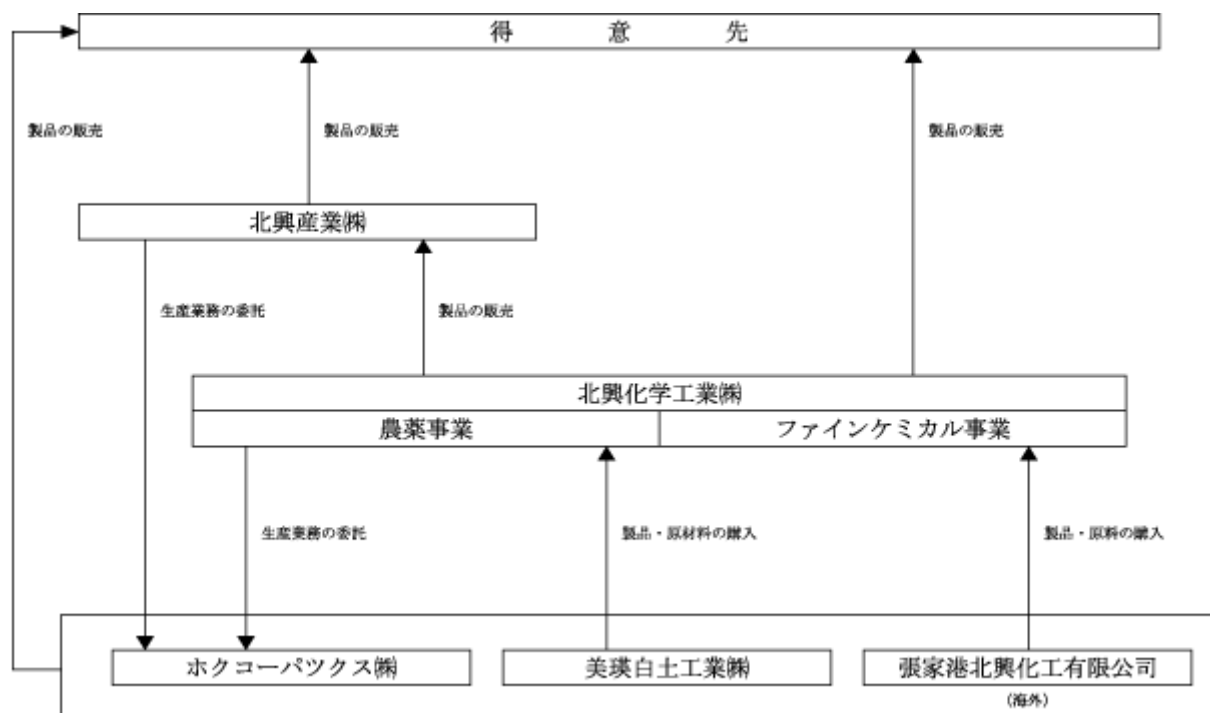 得意先
製品の販売
製品の販売
製品の販売
北興産業㈱
生産業務の委託
製品の販売
北興化学工業㈱
農薬事業
ファインケミカル事業
生産業務の委託
製品・原材料の購入
製品・原料の購入
ホクコーパツクス㈱
美瑛白土工業㈱
張家港北興化工有限公司
(海外)